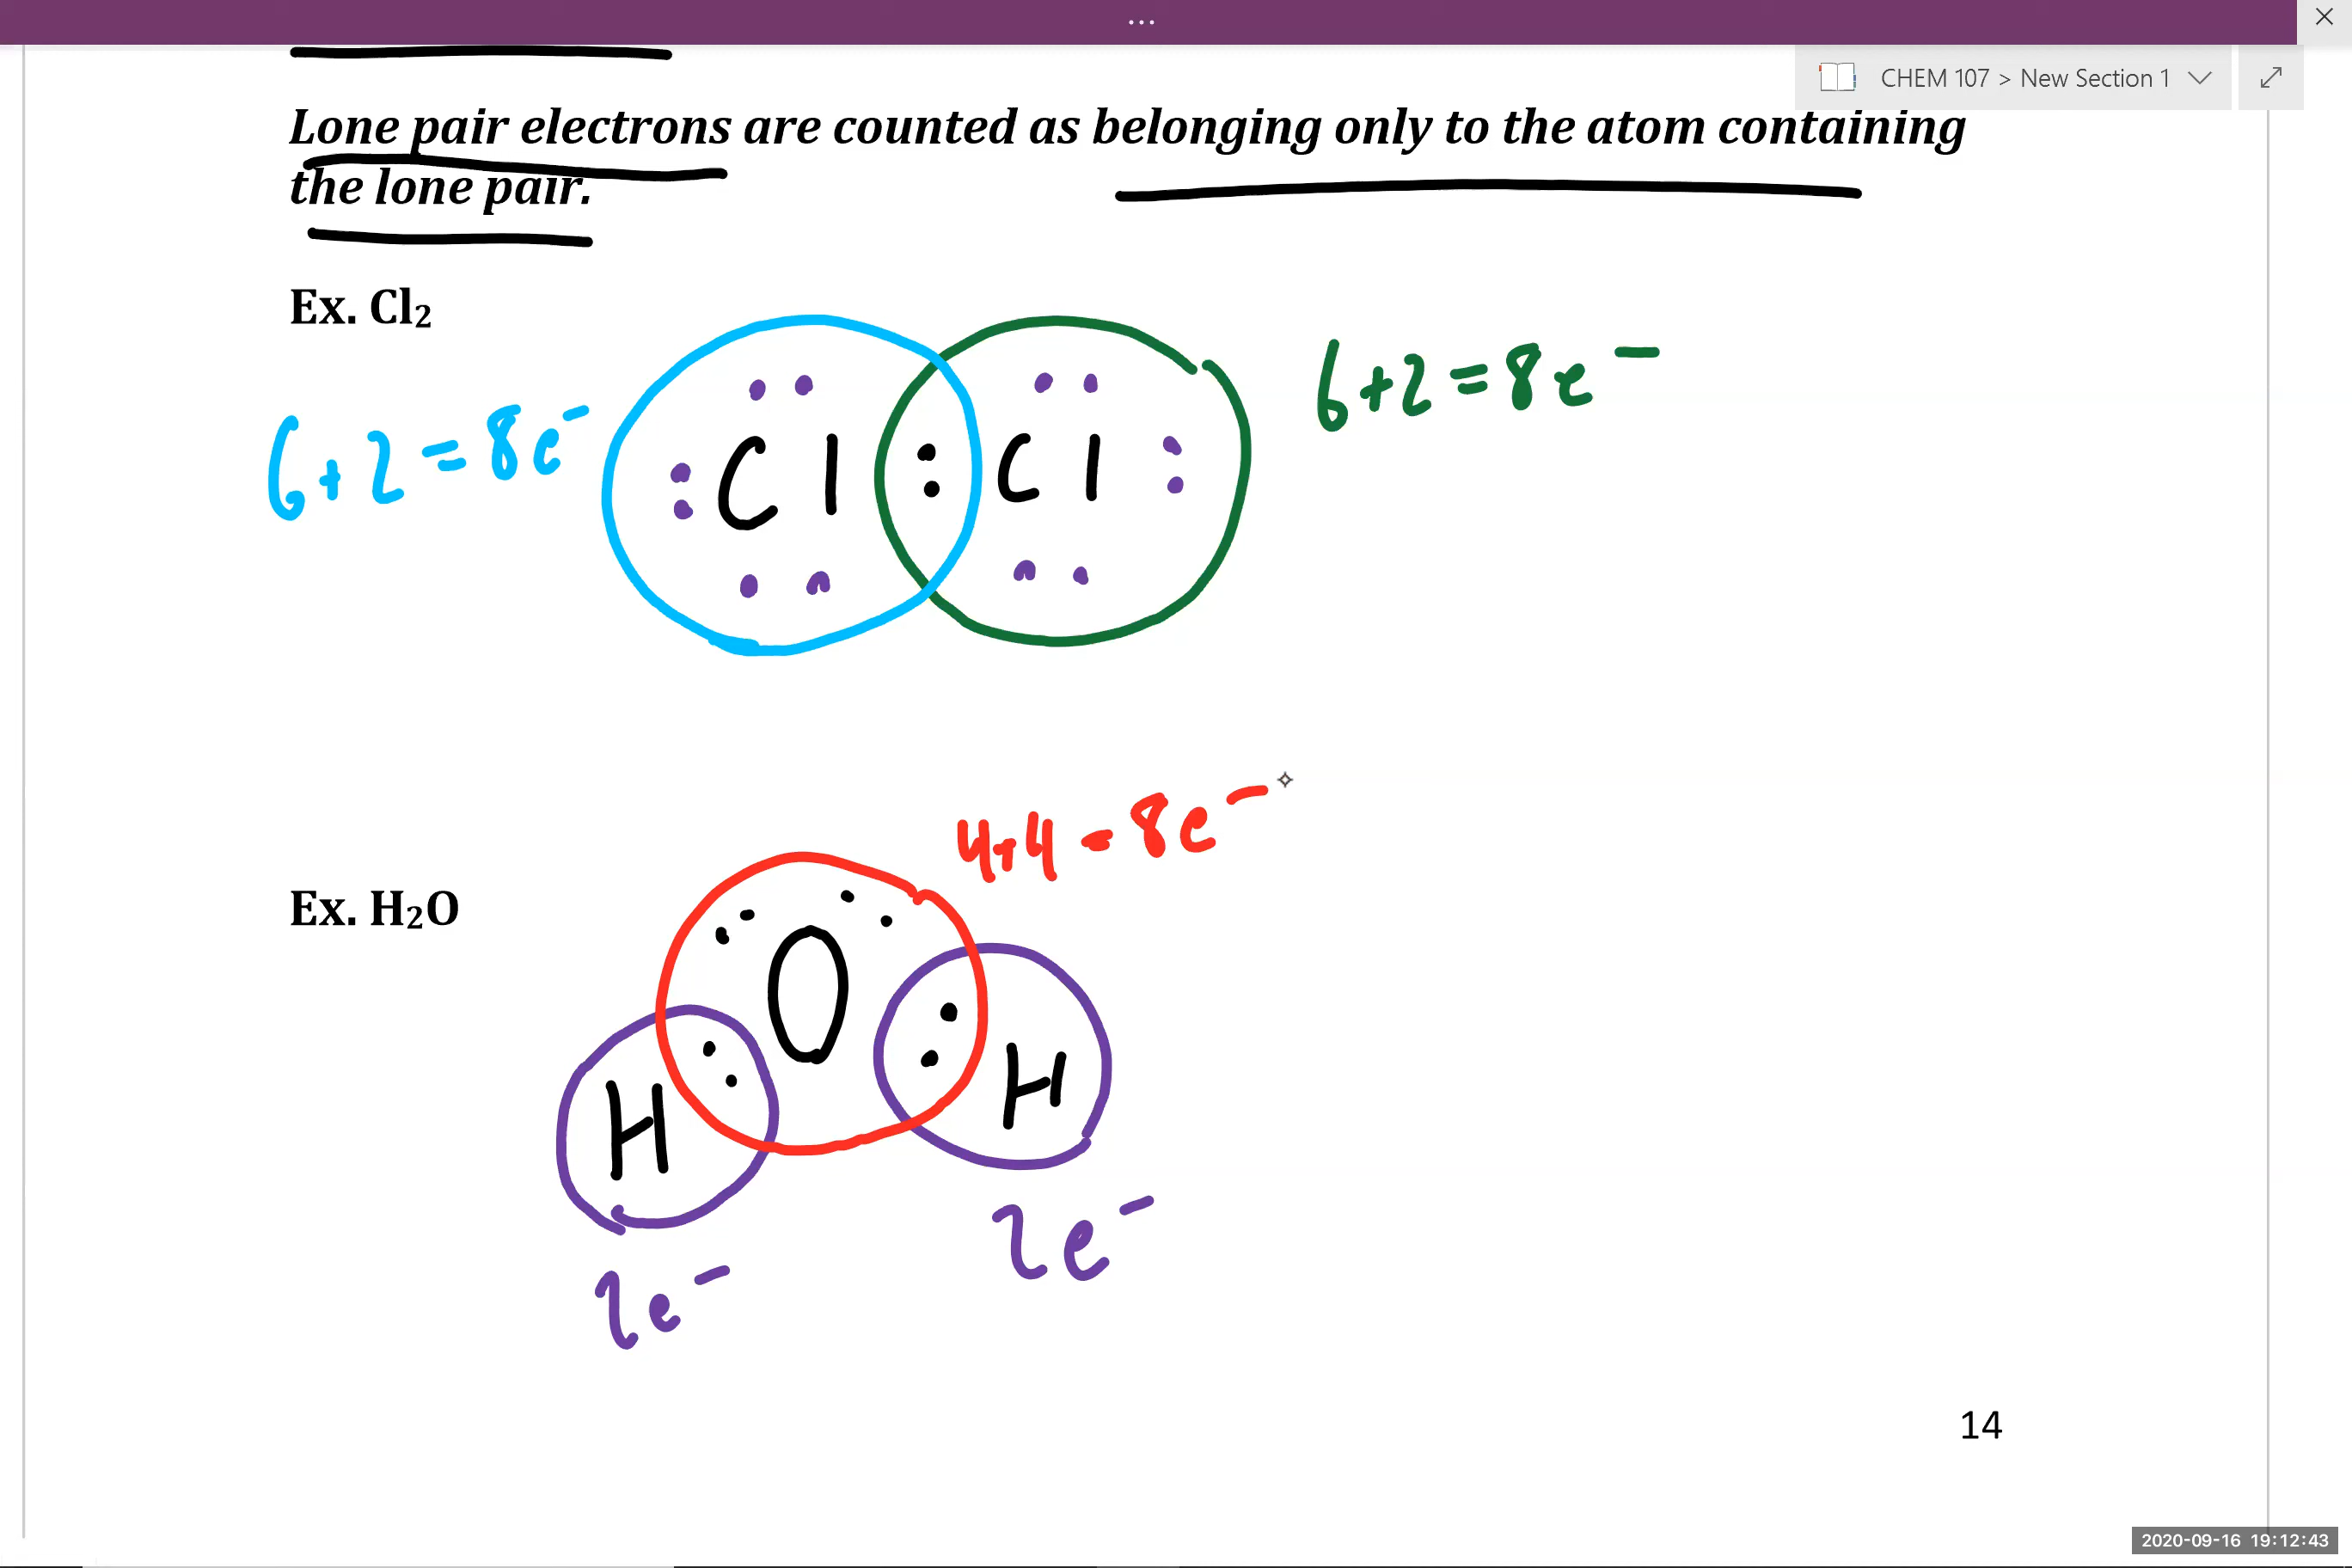 ...
CHEM 107 > New Section 1
Lone pair electrons are counted as belonging only to the atom containing
the lone pair.
Ex. Cl₂
6+2=8e⁻
Cl : Cl
6+2=8e⁻
4+4=8e⁻
Ex. H₂O
O
H
H
2e⁻
2e⁻
14
2020-09-16 19:12:43